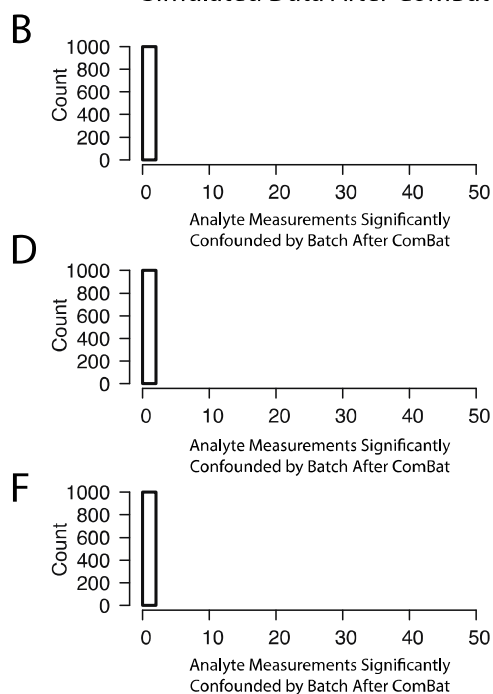 Simulated Data After ComBat
B
1000
800
600
400
200
0
Count
0 10 20 30 40 50
Analyte Measurements Significantly
Confounded by Batch After ComBat
D
1000
800
600
400
200
0
Count
0 10 20 30 40 50
Analyte Measurements Significantly
Confounded by Batch After ComBat
F
1000
800
600
400
200
0
Count
0 10 20 30 40 50
Analyte Measurements Significantly
Confounded by Batch After ComBat